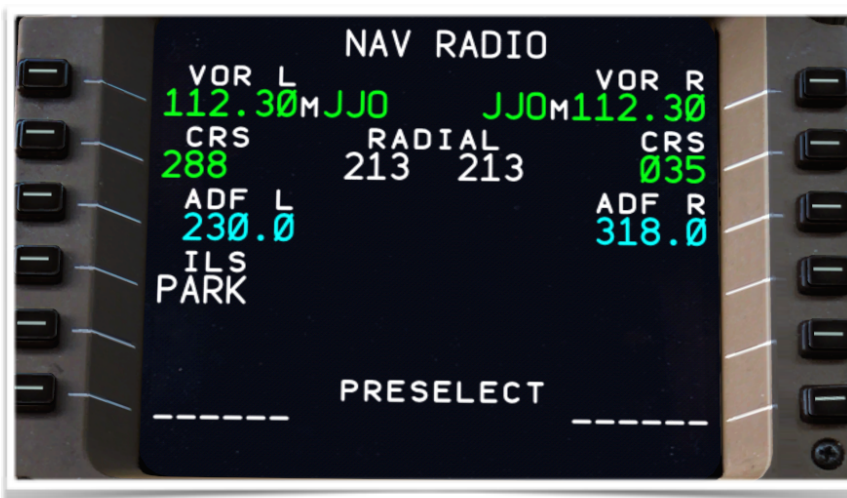 NAV RADIO
VOR L VOR R
112.30MJJO JJOM112.30
CRS RADIAL CRS
288 213 213 035
ADF L ADF R
230.0 318.0
ILS
PARK
PRESELECT
------ ------